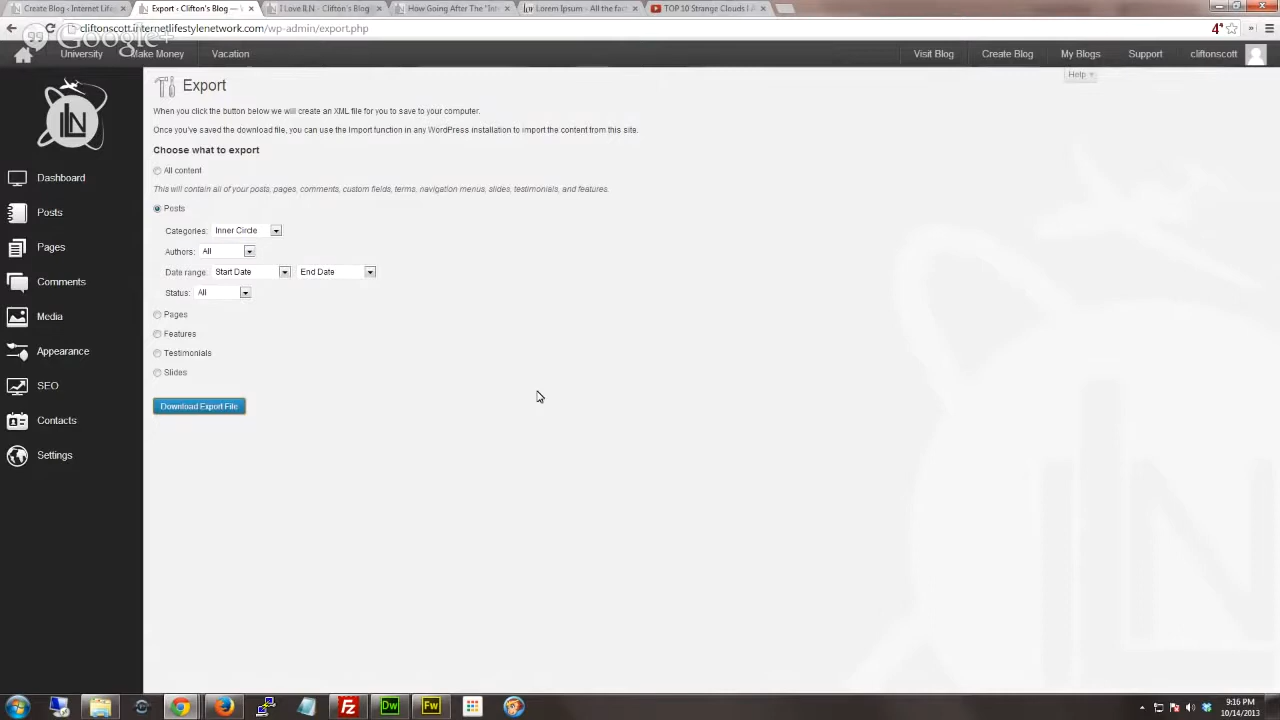 Create Blog - Internet Lifes
Export ‹ Clifton's Blog —
I Love ILN. - Clifton's Blog
How Going After The "Int
Lorem Ipsum - All the fac
TOP 10 Strange Clouds
cliftonscott.internetlifestylenetwork.com/wp-admin/export.php
Google+
University
Make Money
Vacation
Visit Blog
Create Blog
My Blogs
Support
cliftonscott
Export
Help
When you click the button below we will create an XML file for you to save to your computer.
Once you've saved the download file, you can use the Import function in any WordPress installation to import the content from this site.
Choose what to export
All content
This will contain all of your posts, pages, comments, custom fields, terms, navigation menus, slides, testimonials, and features.
Posts
Categories: Inner Circle
Authors: All
Date range: Start Date End Date
Status: All
Pages
Features
Testimonials
Slides
Download Export File
ILN
Dashboard
Posts
Pages
Comments
Media
Appearance
SEO
Contacts
Settings
Fz
Dw
Fw
9:16 PM
10/14/2013